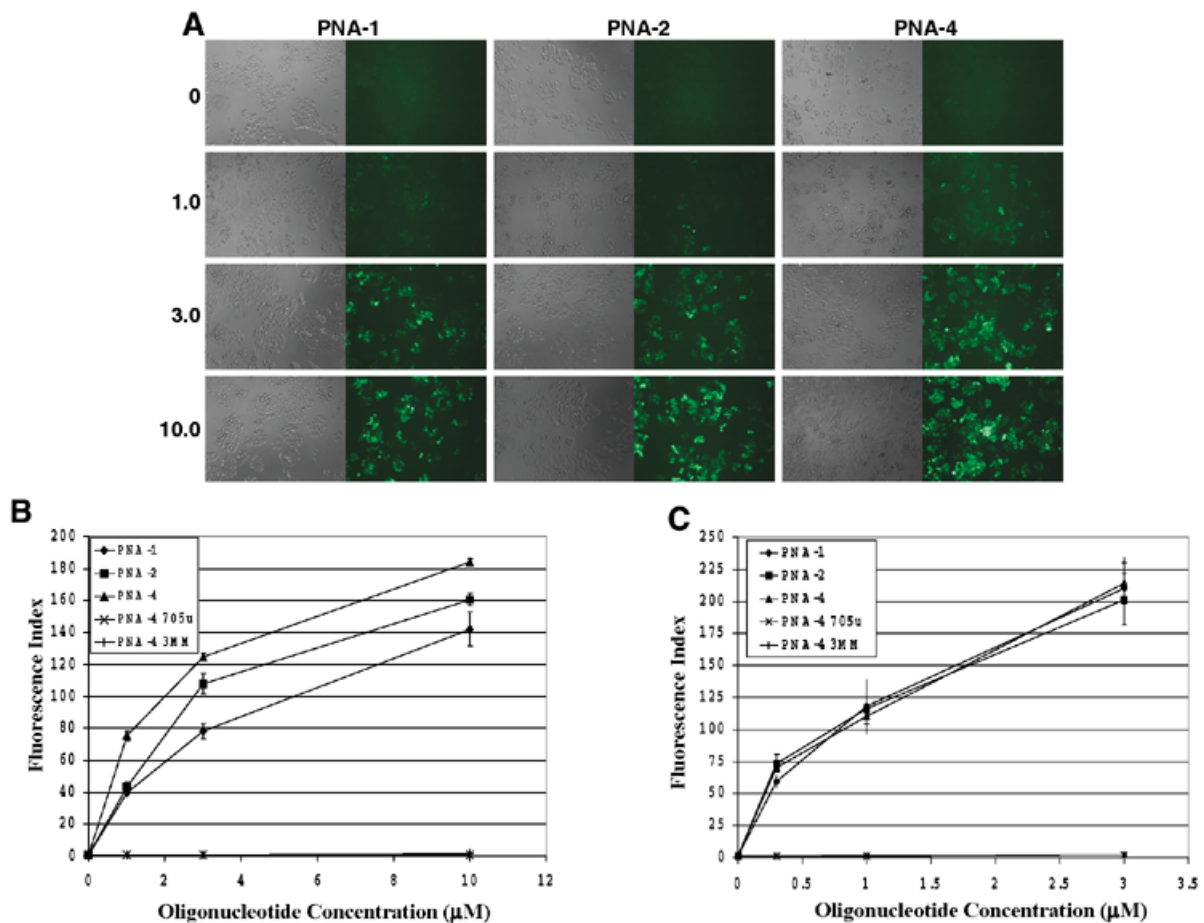 A
PNA-1 PNA-2 PNA-4
0
1.0
3.0
10.0
B
200
180
160
140
120
100
80
60
40
20
0
Fluorescence Index
PNA-1
PNA-2
PNA-4
PNA-4 705u
PNA-4 3MM
0 2 4 6 8 10 12
Oligonucleotide Concentration (µM)
C
250
225
200
175
150
125
100
75
50
25
0
Fluorescence Index
PNA-1
PNA-2
PNA-4
PNA-4 705u
PNA-4 3MM
0 0.5 1 1.5 2 2.5 3 3.5
Oligonucleotide Concentration (µM)